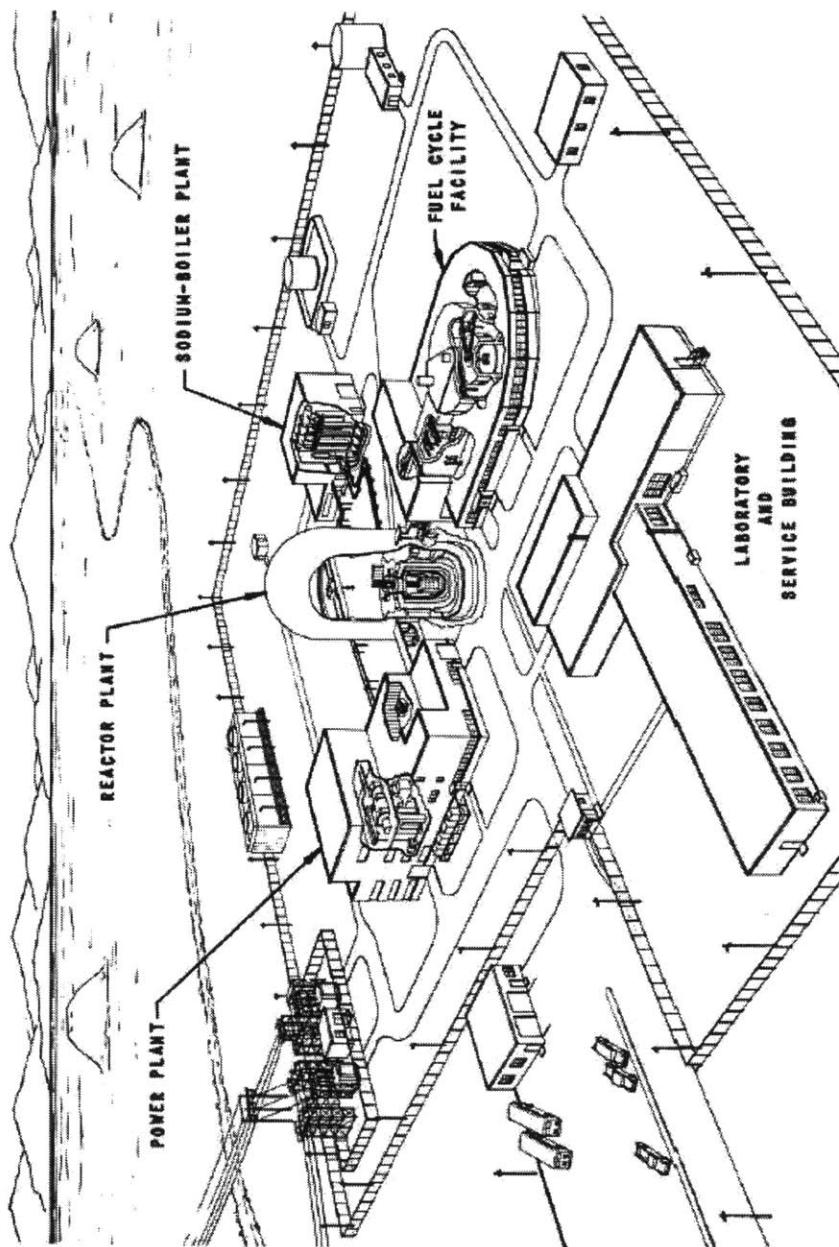 POWER PLANT
REACTOR PLANT
SODIUM-BOILER PLANT
FUEL CYCLE
FACILITY
LABORATORY
AND
SERVICE BUILDING